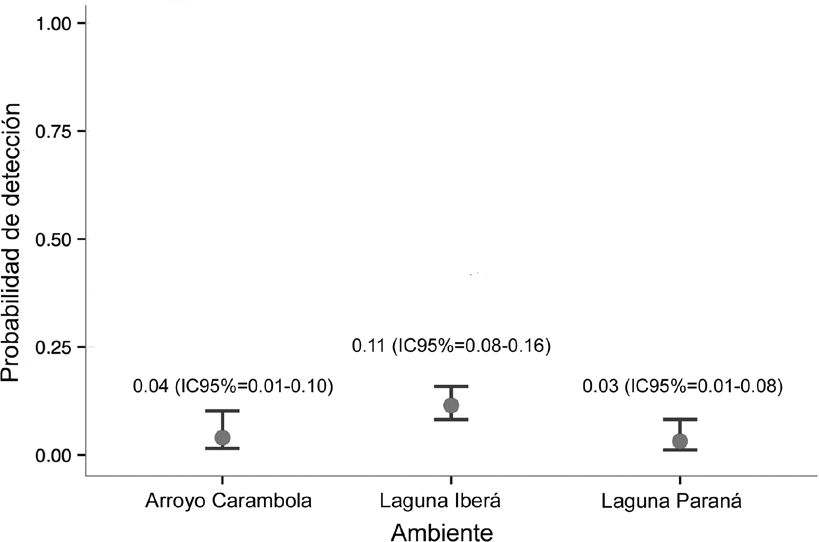 Probabilidad de detección
1.00
0.75
0.50
0.25
0.00
0.04 (IC95%=0.01-0.10)
0.11 (IC95%=0.08-0.16)
0.03 (IC95%=0.01-0.08)
Arroyo Carambola
Laguna Iberá
Laguna Paraná
Ambiente